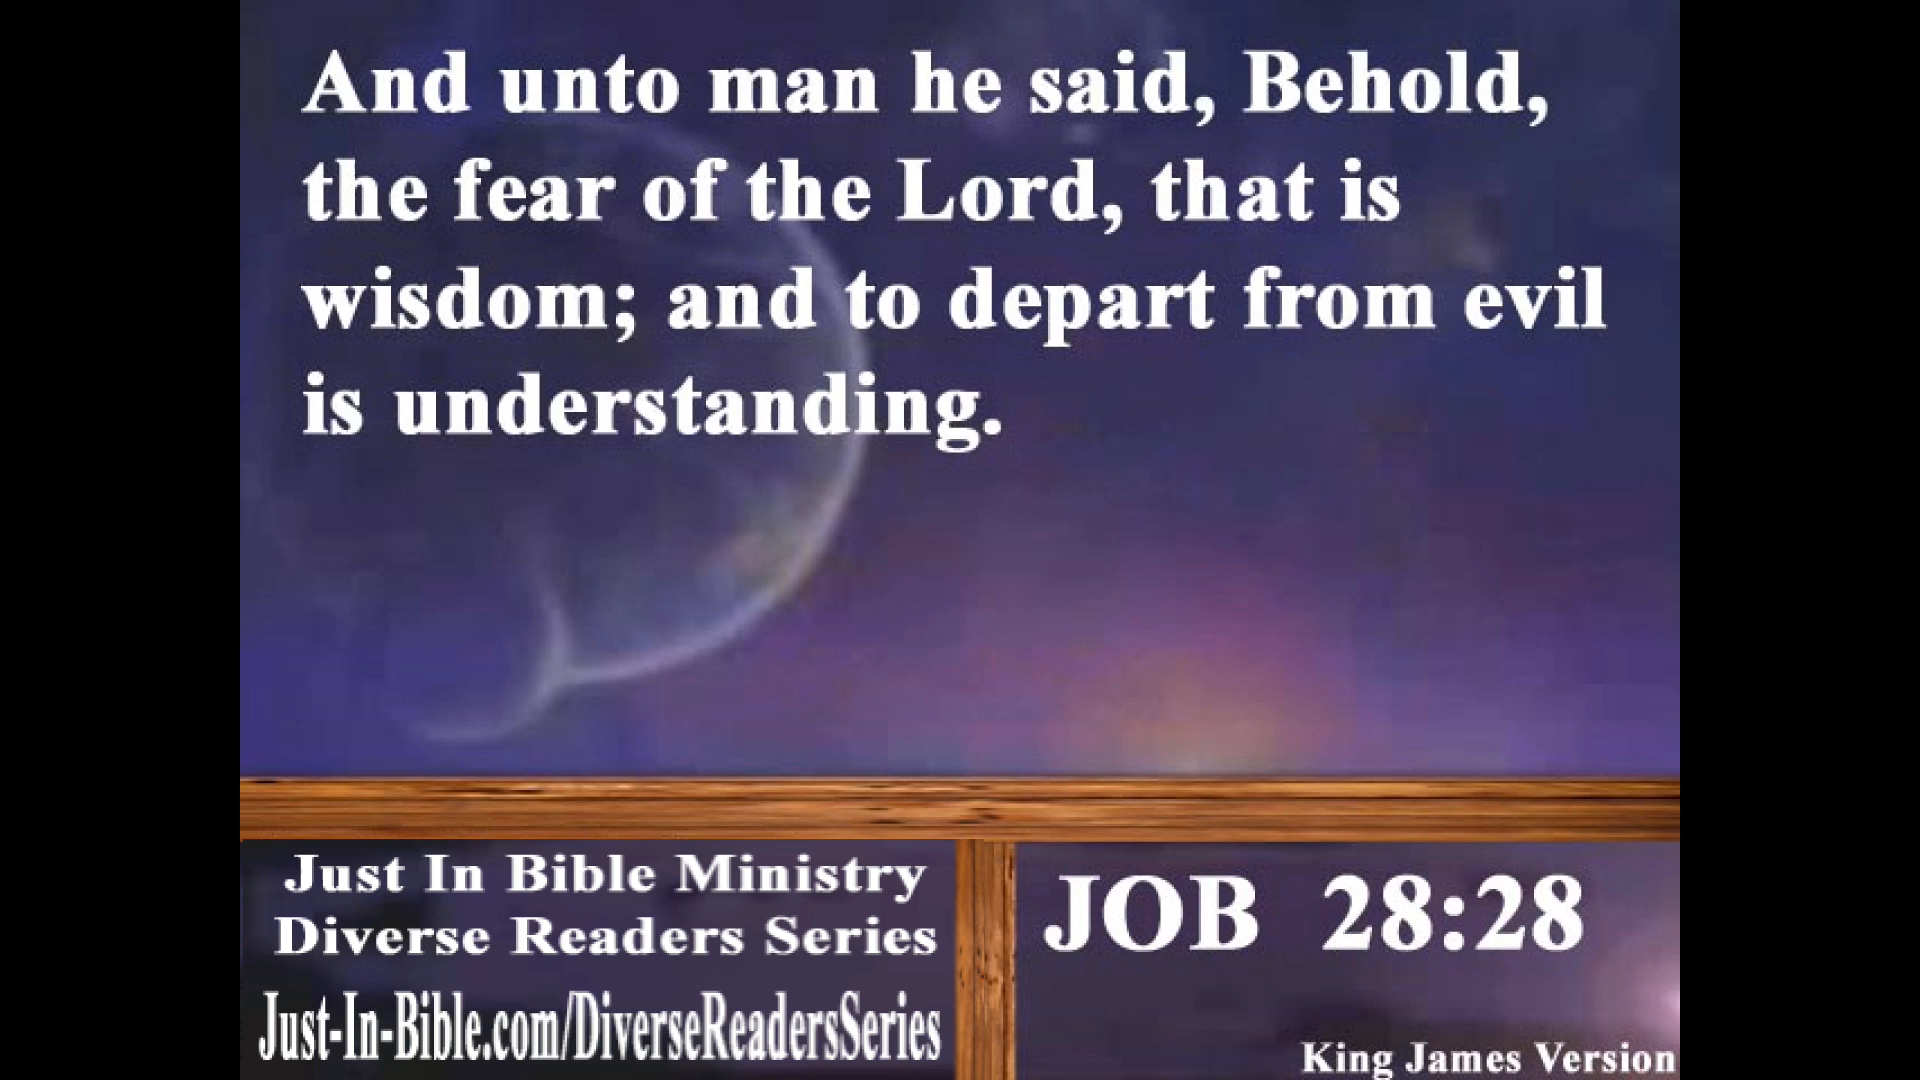 And unto man he said, Behold,
the fear of the Lord, that is
wisdom; and to depart from evil
is understanding.
Just In Bible Ministry
Diverse Readers Series
Just-In-Bible.com/DiverseReadersSeries
JOB 28:28
King James Version